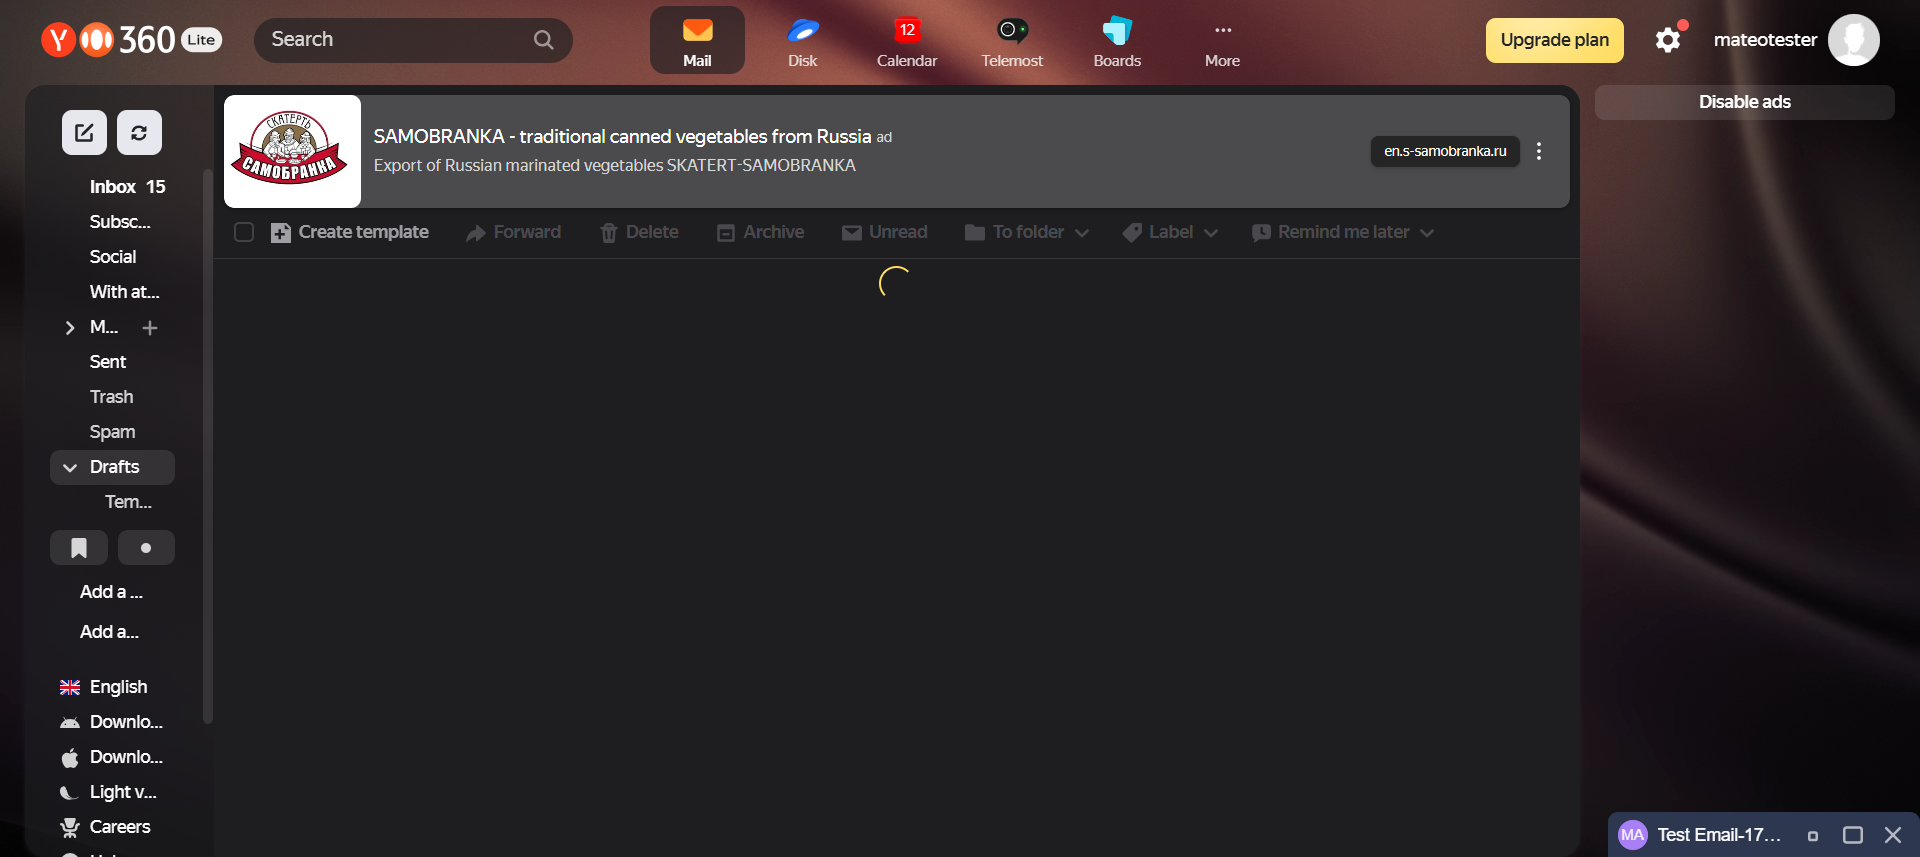 Y 360 Lite
Search
Mail
Disk
12
Calendar
Telemost
Boards
More
Upgrade plan
mateotester
Inbox 15
Subsc...
Social
With at...
M...
Sent
Trash
Spam
Drafts
Tem...
Add a ...
Add a...
English
Downlo...
Downlo...
Light v...
Careers
СКАТЕРТЬ
САМОБРАНКА
SAMOBRANKA - traditional canned vegetables from Russia ad
Export of Russian marinated vegetables SKATERT-SAMOBRANKA
en.s-samobranka.ru
Disable ads
Create template
Forward
Delete
Archive
Unread
To folder
Label
Remind me later
MA Test Email-17...